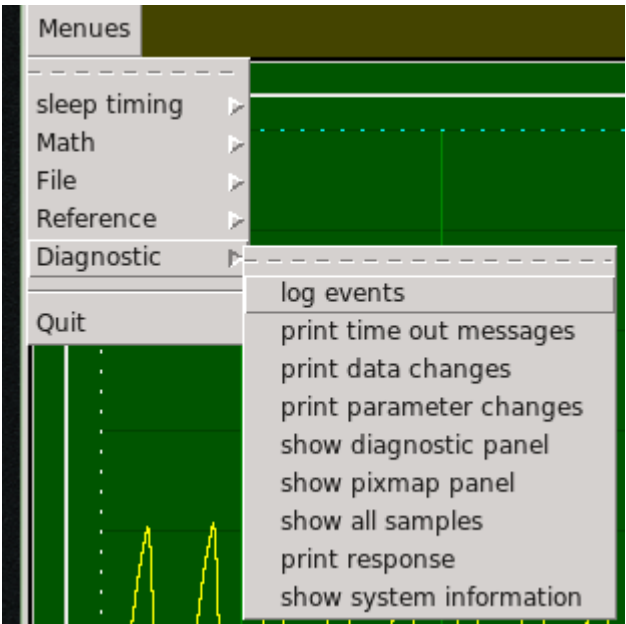 Menues
sleep timing
Math
File
Reference
Diagnostic
Quit
log events
print time out messages
print data changes
print parameter changes
show diagnostic panel
show pixmap panel
show all samples
print response
show system information